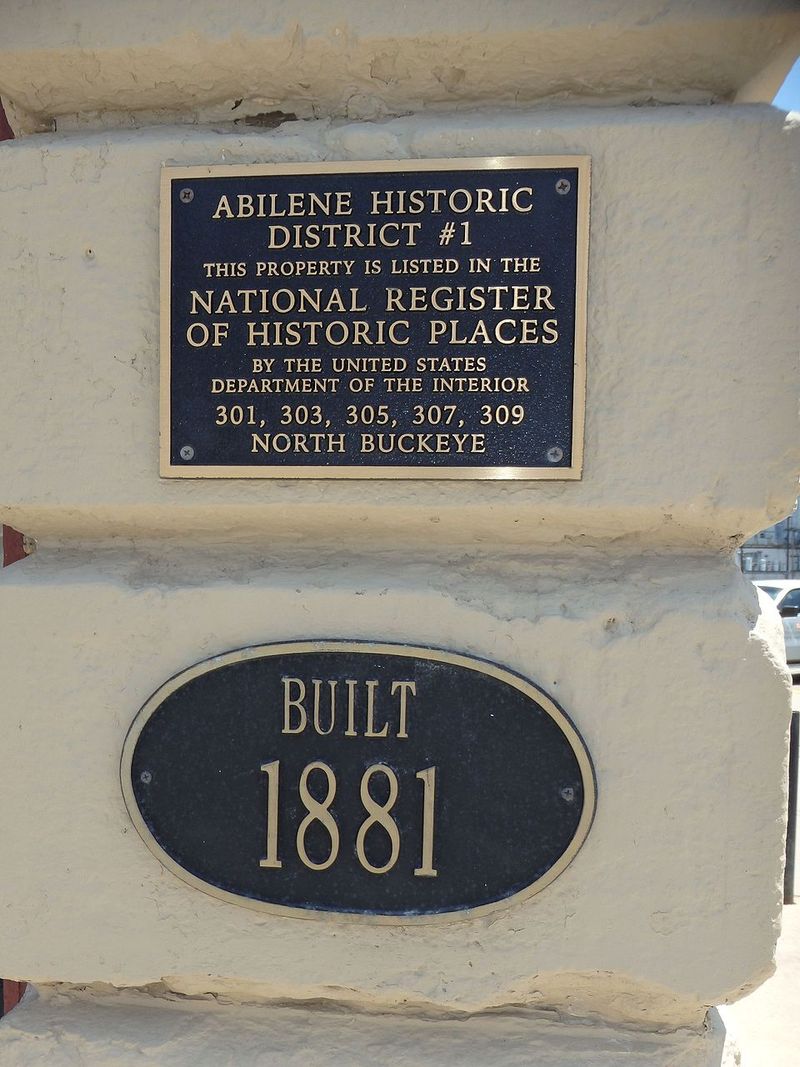 ABILENE HISTORIC
DISTRICT #1
THIS PROPERTY IS LISTED IN THE
NATIONAL REGISTER
OF HISTORIC PLACES
BY THE UNITED STATES
DEPARTMENT OF THE INTERIOR
301, 303, 305, 307, 309
NORTH BUCKEYE
BUILT
1881